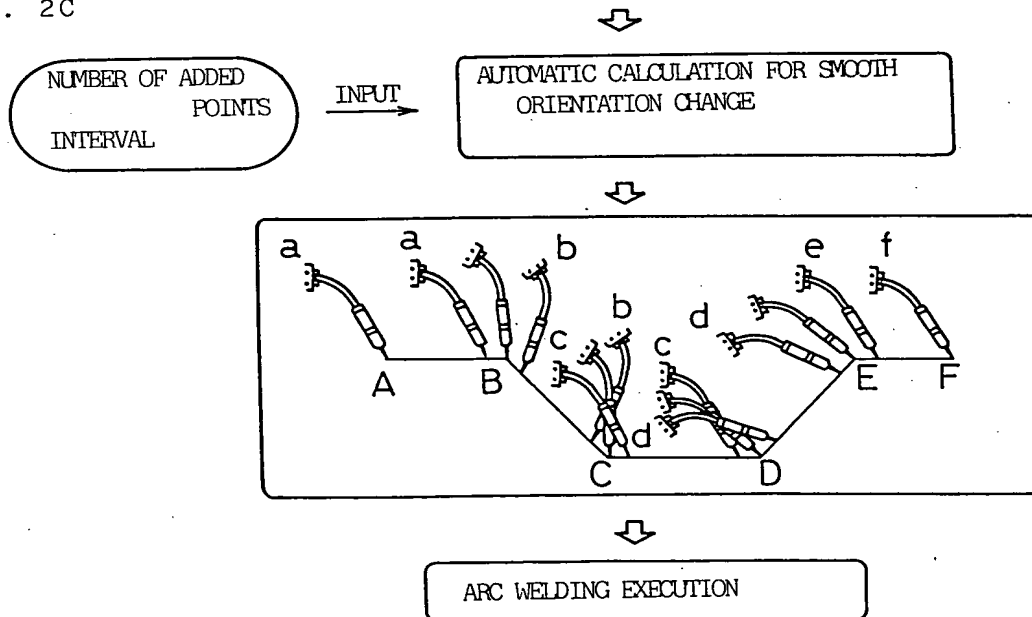 . 2C
NUMBER OF ADDED
POINTS
INTERVAL
INPUT
AUTOMATIC CALCULATION FOR SMOOTH
ORIENTATION CHANGE
a
a
b
e
f
b
c
c
d
d
A
B
C
D
E
F
ARC WELDING EXECUTION